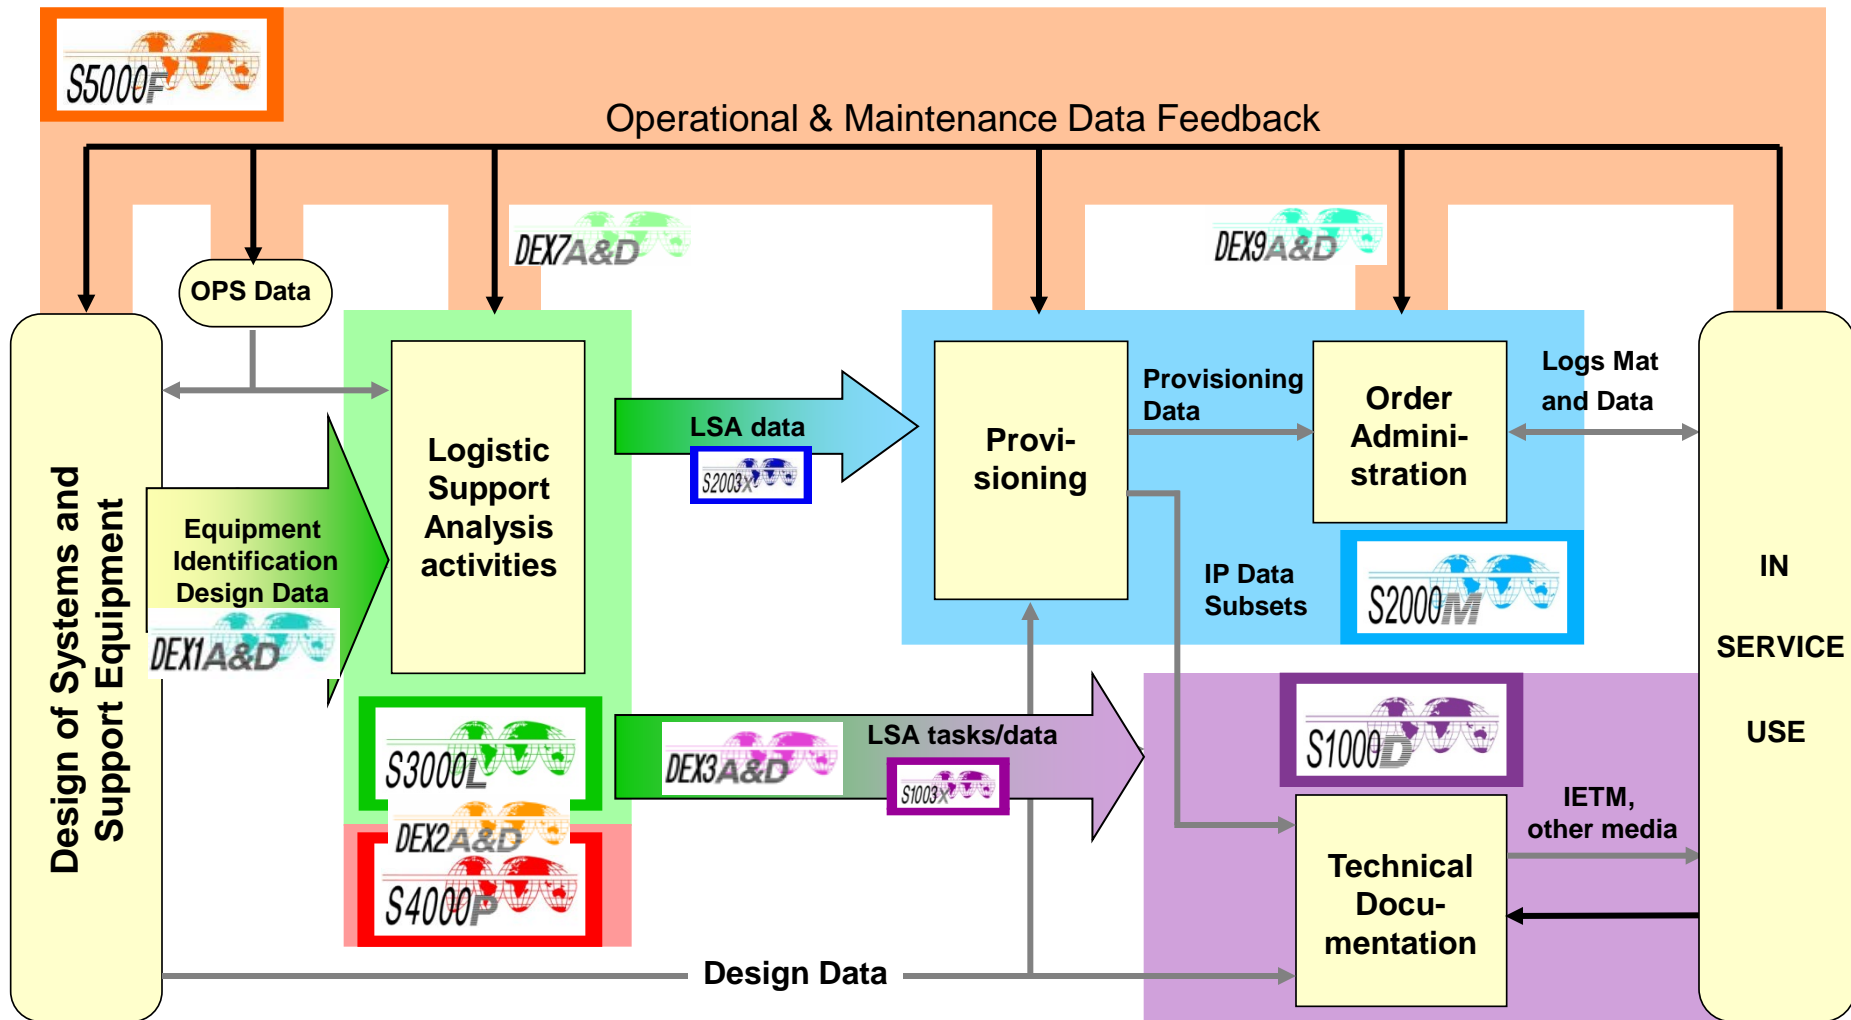 S5000F
Operational & Maintenance Data Feedback
DEX7A&D
DEX9A&D
OPS Data
Design of Systems and
Support Equipment
Equipment
Identification
Design Data
DEX1A&D
Logistic
Support
Analysis
activities
LSA data
S2003X
Provi-
sioning
Provisioning
Data
Order
Admini-
stration
Logs Mat
and Data
IP Data
Subsets
S2000M
IN
SERVICE
USE
S3000L
DEX2A&D
S4000P
DEX3A&D
LSA tasks/data
S1003X
S1000D
IETM,
other media
Technical
Docu-
mentation
Design Data